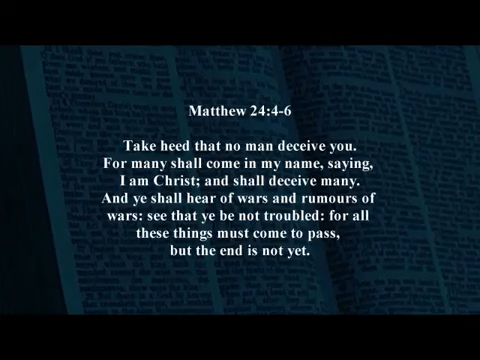 Matthew 24:4-6
Take heed that no man deceive you.
For many shall come in my name, saying,
I am Christ; and shall deceive many.
And ye shall hear of wars and rumours of
wars: see that ye be not troubled: for all
these things must come to pass,
but the end is not yet.